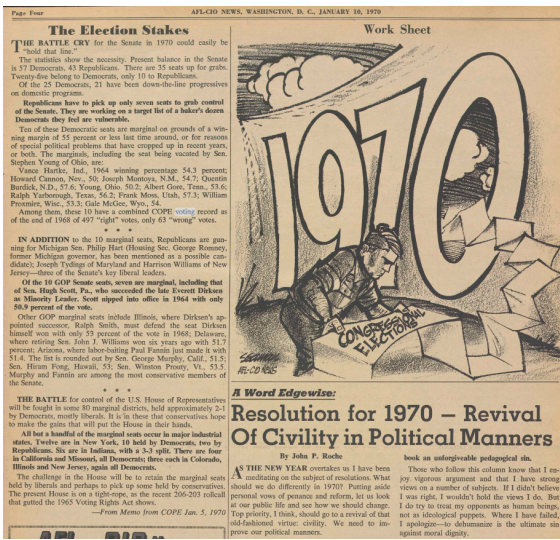 Page Four
AFL-CIO NEWS, WASHINGTON, D. C., JANUARY 10, 1970
The Election Stakes
THE BATTLE CRY for the Senate in 1970 could easily be
"hold that line."
The statistics show the necessity. Present balance in the Senate
is 57 Democrats, 43 Republicans. There are 35 seats up for grabs.
Twenty-five belong to Democrats, only 10 to Republicans.
Of the 25 Democrats, 21 have been down-the-line progressives
on domestic programs.
Republicans have to pick up only seven seats to grab control
of the Senate. They are working on a target list of a baker's dozen
Democrats they feel are vulnerable.
Ten of these Democratic seats are marginal on grounds of a win-
ning margin of 55 percent or less last time around, or for reasons
of special political problems that have cropped up in recent years,
or both. The marginals, including the seat being vacated by Sen.
Stephen Young of Ohio, are:
Vance Hartke, Ind., 1964 winning percentage 54.3 percent;
Howard Cannon, Nev., 50; Joseph Montoya, N.M., 54.7; Quentin
Burdick, N.D., 57.6; Young, Ohio. 50.2; Albert Gore, Tenn., 53.6;
Ralph Yarborough, Texas, 56.2; Frank Moss, Utah, 57.3; William
Proxmire, Wisc., 53.3; Gale McGee, Wyo., 54.
Among them, these 10 have a combined COPE voting record as
of the end of 1968 of 497 "right" votes, only 63 "wrong" votes.
* * *
IN ADDITION to the 10 marginal seats, Republicans are gun-
ning for Michigan Sen. Philip Hart (Housing Sec. George Romney,
former Michigan governor, has been mentioned as a possible can-
didate); Joseph Tydings of Maryland and Harrison Williams of New
Jersey—three of the Senate's key liberal leaders.
Of the 10 GOP Senate seats, seven are marginal, including that
of Sen. Hugh Scott, Pa., who succeeded the late Everett Dirksen
as Minority Leader. Scott nipped into office in 1964 with only
50.9 percent of the vote.
Other GOP marginal seats include Illinois, where Dirksen's ap-
pointed successor, Ralph Smith, must defend the seat Dirksen
himself won with only 53 percent of the vote in 1968; Delaware,
where retiring Sen. John J. Williams won six years ago with 51.7
percent; Arizona, where labor-baiting Paul Fannin just made it with
51.4. The list is rounded out by Sen. George Murphy, Calif., 51.5;
Sen. Hiram Fong, Hawaii, 53; Sen. Winston Prouty, Vt., 53.5.
Murphy and Fannin are among the most conservative members of
the Senate.
* * *
THE BATTLE for control of the U.S. House of Representatives
will be fought in some 80 marginal districts, held approximately 2-1
by Democrats, mostly liberals. It is in these that conservatives hope
to make the gains that will put the House in their hands.
All but a handful of the marginal seats occur in major industrial
states. Twelve are in New York, 10 held by Democrats, two by
Republicans. Six are in Indiana, with a 3-3 split. There are four
in California and Missouri, all Democrats; three each in Colorado,
Illinois and New Jersey, again all Democrats.
The challenge in the House will be to retain the marginal seats
held by liberals and perhaps to pick up some held by conservatives.
The present House is on a tight-rope, as the recent 206-203 rollcall
that gutted the 1965 Voting Rights Act shows.
—From Memo from COPE Jan. 5, 1970
Work Sheet
1970
CONGRESSIONAL
ELECTIONS
AFL-CIO NEWS
A Word Edgewise:
Resolution for 1970 – Revival
Of Civility in Political Manners
By John P. Roche
AS THE NEW YEAR overtakes us I have been
meditating on the subject of resolutions. What
should we do differently in 1970? Putting aside
personal vows of penance and reform, let us look
at our public and see how we should change.
Top priority, I think, should go to a revival of that
old-fashioned virtue: civility. We need to im-
prove our political manners.
book an unforgiveable pedagogical sin.
Those who follow this column know that I en-
joy vigorous argument and that I have strong
views on a number of subjects. If I didn't believe
I was right, I wouldn't hold the views I do. But
I do try to treat my opponents as human beings,
not as ideological puppets. Where I have failed,
I apologize—to dehumanize is the ultimate sin
against moral dignity.